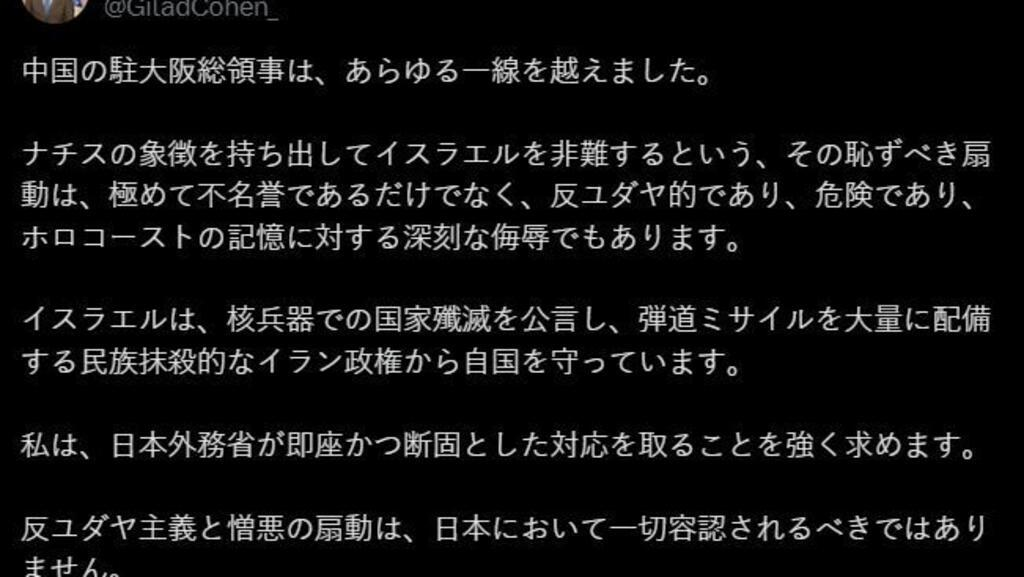 @GiladCohen_
中国の駐大阪総領事は、あらゆる一線を越えました。
ナチスの象徴を持ち出してイスラエルを非難するという、その恥ずべき扇
動は、極めて不名誉であるだけでなく、反ユダヤ的であり、危険であり、
ホロコーストの記憶に対する深刻な侮辱でもあります。
イスラエルは、核兵器での国家殲滅を公言し、弾道ミサイルを大量に配備
する民族抹殺的なイラン政権から自国を守っています。
私は、日本外務省が即座かつ断固とした対応を取ることを強く求めます。
反ユダヤ主義と憎悪の扇動は、日本において一切容認されるべきではあり
ません。